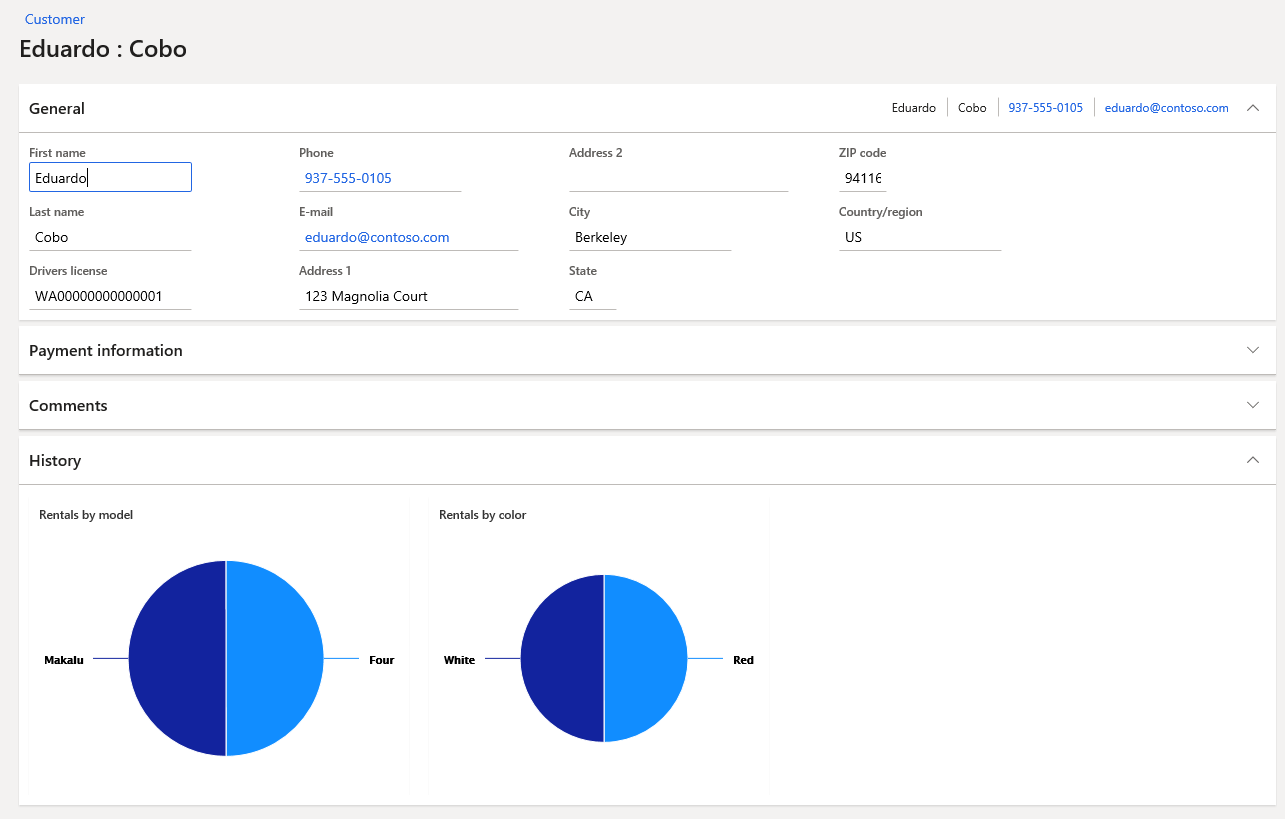 Customer
Eduardo : Cobo
General
Eduardo
Cobo
937-555-0105
eduardo@contoso.com
First name
Eduardo
Last name
Cobo
Drivers license
WA00000000000001
Phone
937-555-0105
E-mail
eduardo@contoso.com
Address 1
123 Magnolia Court
Address 2
City
Berkeley
State
CA
ZIP code
94116
Country/region
US
Payment information
Comments
History
Rentals by model
Makalu
Four
Rentals by color
White
Red